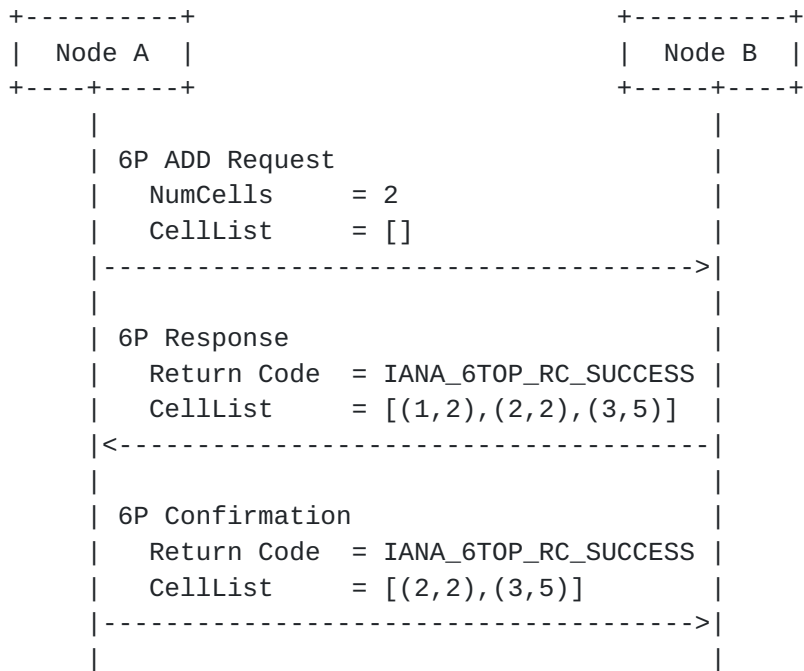 Node A Node B
6P ADD Request
NumCells = 2
CellList = []
6P Response
Return Code = IANA_6TOP_RC_SUCCESS
CellList = [(1,2),(2,2),(3,5)]
6P Confirmation
Return Code = IANA_6TOP_RC_SUCCESS
CellList = [(2,2),(3,5)]